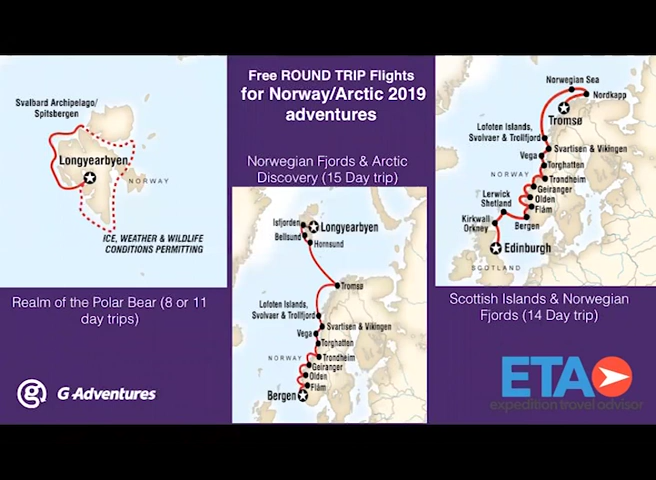 Svalbard Archipelago/
Spitsbergen
Longyearbyen
NORWAY
ICE, WEATHER & WILDLIFE
CONDITIONS PERMITTING
Realm of the Polar Bear (8 or 11
day trips)
G Adventures
Free ROUND TRIP Flights
for Norway/Arctic 2019
adventures
Norwegian Fjords & Arctic
Discovery (15 Day trip)
Isfjorden
Longyearbyen
Bellsund
Hornsund
Tromsø
Lofoten Islands,
Svolvaer & Trollfjord
Svartisen & Vikingen
Vega
Torghatten
NORWAY
Trondheim
Geiranger
Olden
Flåm
Bergen
Norwegian Sea
Nordkapp
Tromsø
Lofoten Islands,
Svolvaer & Trollfjord
Svartisen & Vikingen
Vega
Torghatten
NORWAY
Trondheim
Geiranger
Lerwick
Shetland
Olden
Flåm
Kirkwall
Orkney
Bergen
Edinburgh
SCOTLAND
Scottish Islands & Norwegian
Fjords (14 Day trip)
ETA
expedition travel advisor